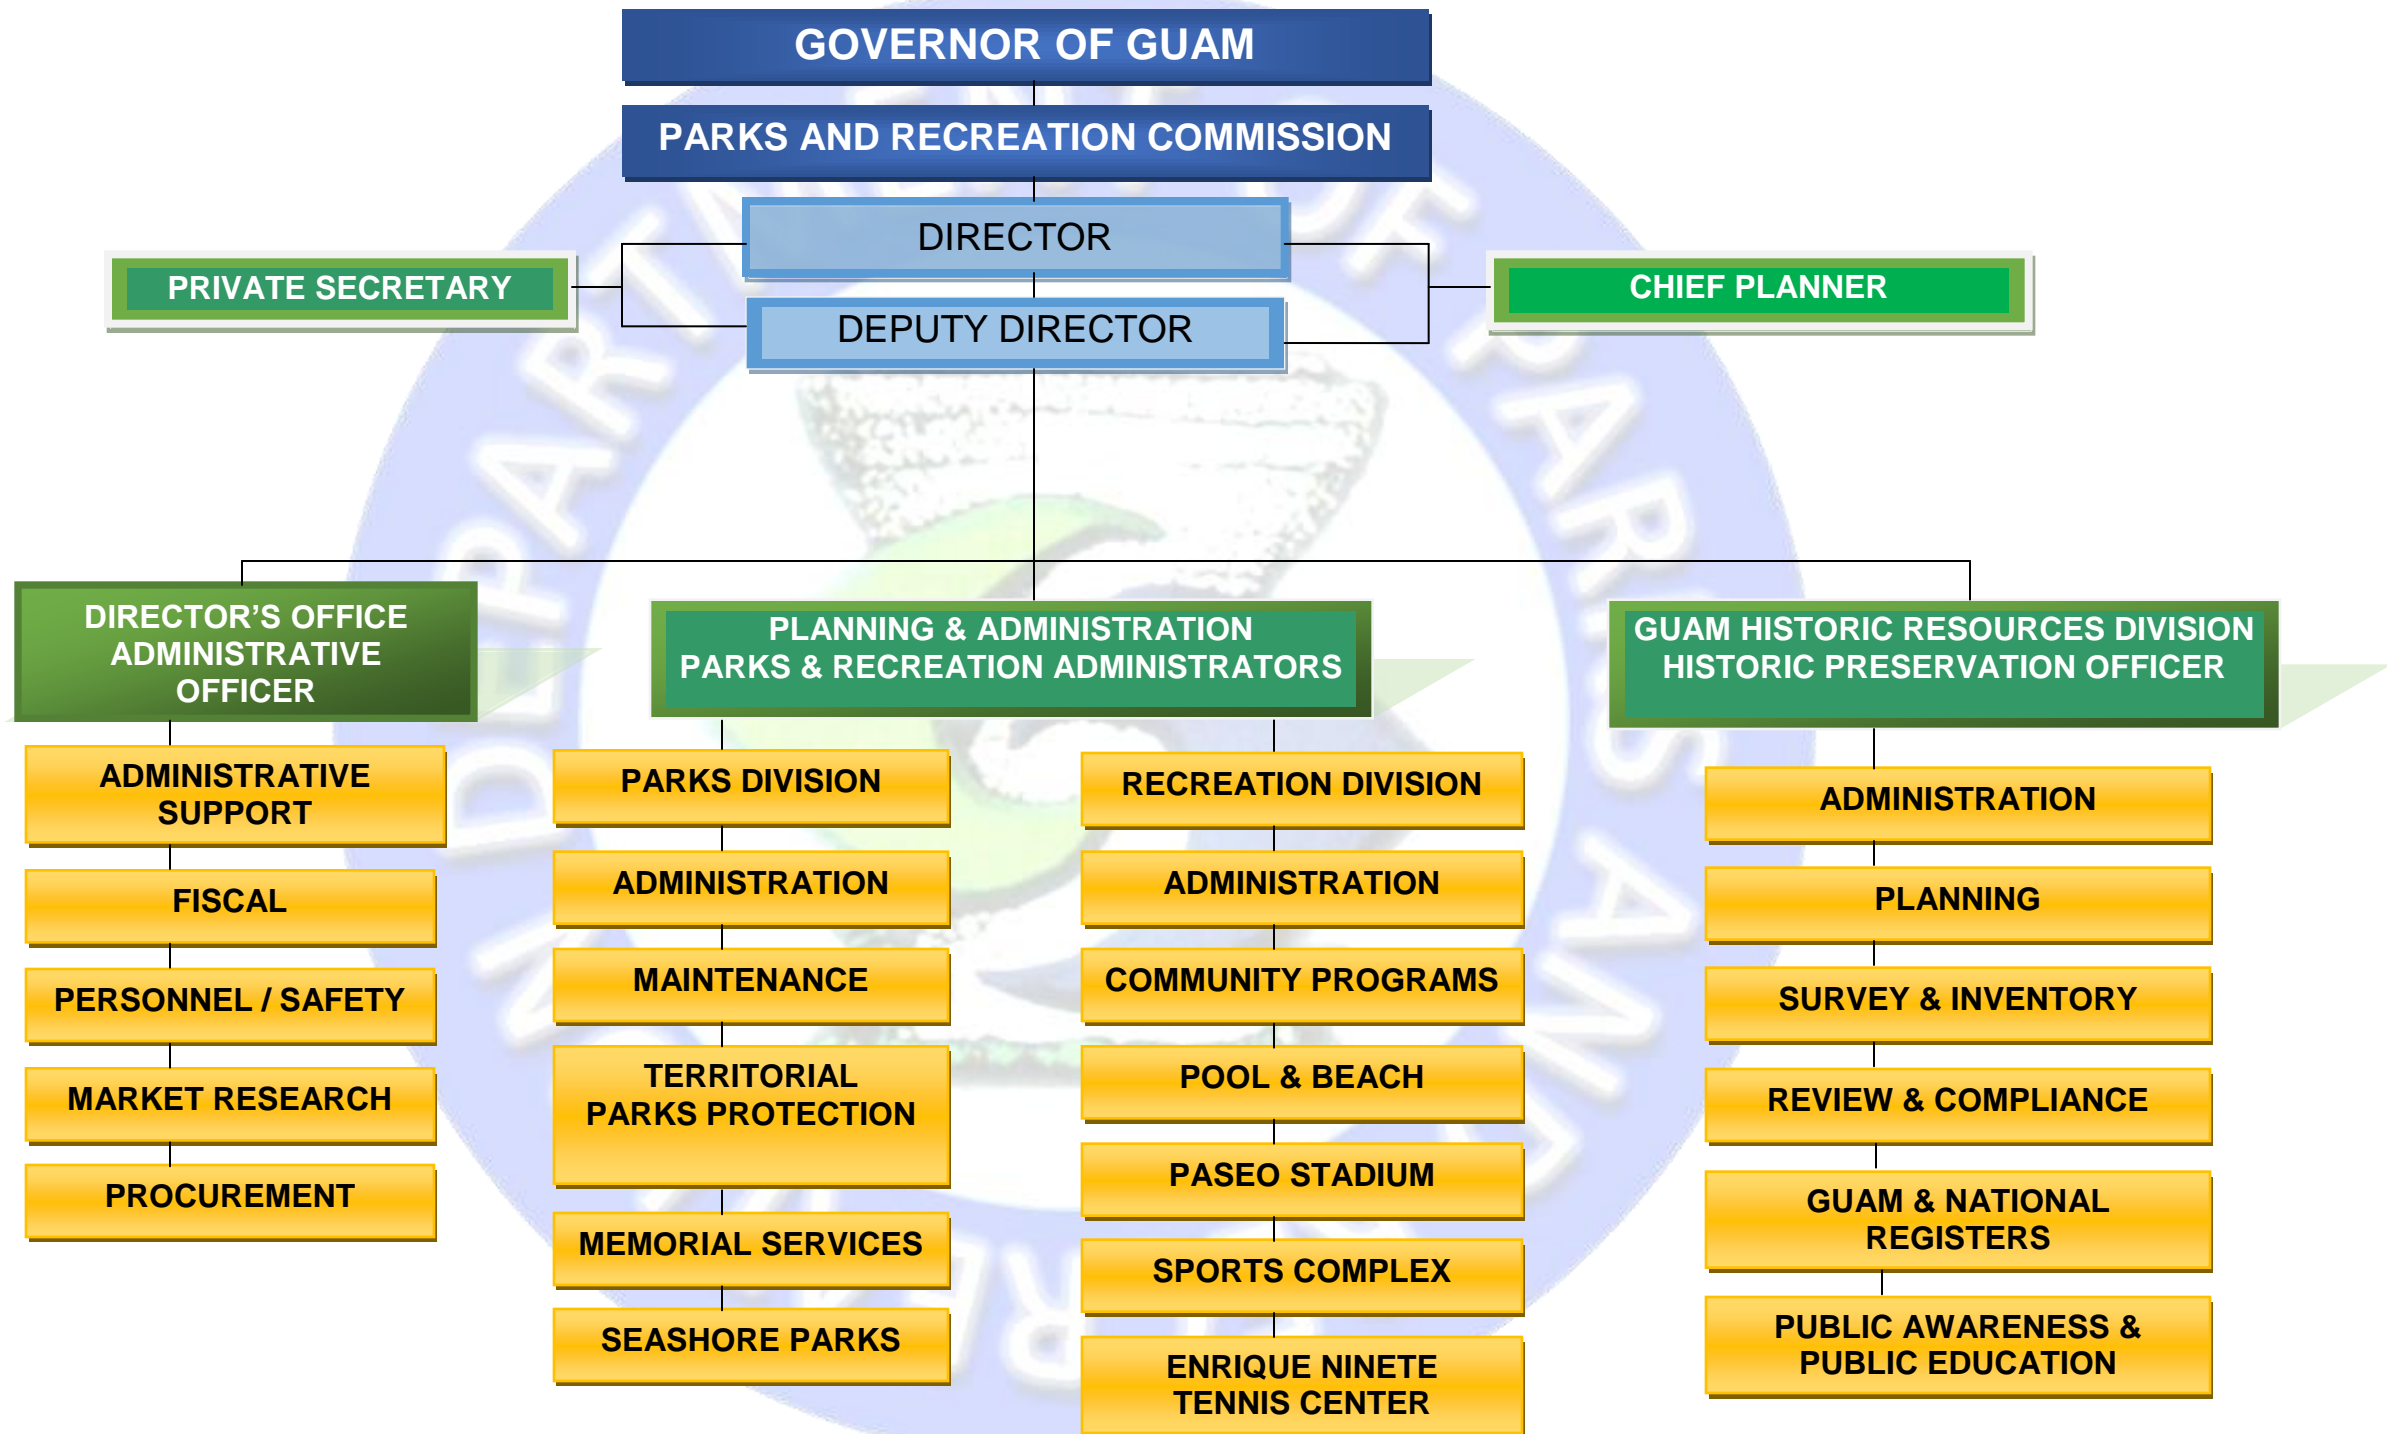 GOVERNOR OF GUAM
PARKS AND RECREATION COMMISSION
DIRECTOR
PRIVATE SECRETARY
CHIEF PLANNER
DEPUTY DIRECTOR
DIRECTOR’S OFFICE
ADMINISTRATIVE
OFFICER
PLANNING & ADMINISTRATION
PARKS & RECREATION ADMINISTRATORS
GUAM HISTORIC RESOURCES DIVISION
HISTORIC PRESERVATION OFFICER
ADMINISTRATIVE
SUPPORT
FISCAL
PERSONNEL / SAFETY
MARKET RESEARCH
PROCUREMENT
PARKS DIVISION
ADMINISTRATION
MAINTENANCE
TERRITORIAL
PARKS PROTECTION
MEMORIAL SERVICES
SEASHORE PARKS
RECREATION DIVISION
ADMINISTRATION
COMMUNITY PROGRAMS
POOL & BEACH
PASEO STADIUM
SPORTS COMPLEX
ENRIQUE NINETE
TENNIS CENTER
ADMINISTRATION
PLANNING
SURVEY & INVENTORY
REVIEW & COMPLIANCE
GUAM & NATIONAL
REGISTERS
PUBLIC AWARENESS &
PUBLIC EDUCATION
DEPARTMENT OF PARKS AND